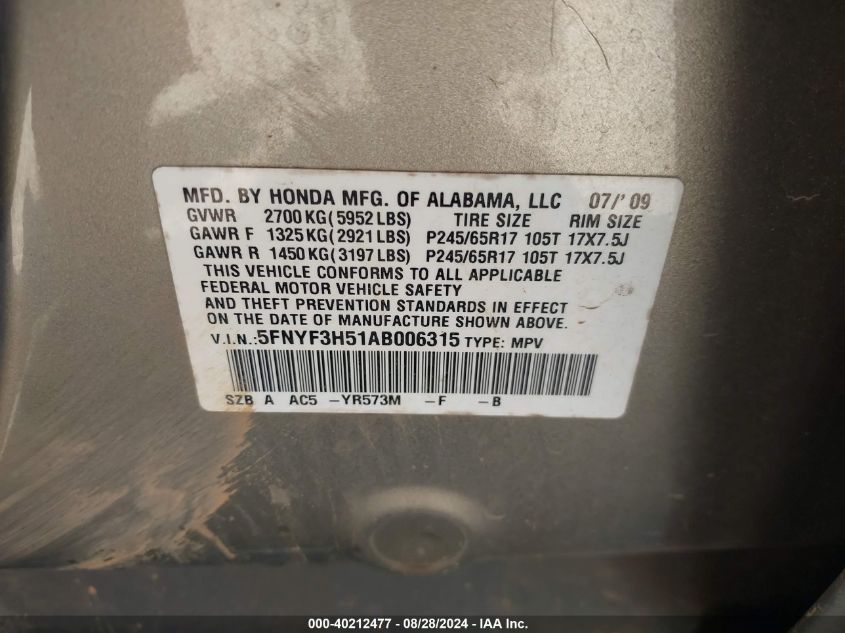 MFD. BY HONDA MFG. OF ALABAMA, LLC 07/' 09
GVWR 2700 KG ( 5952 LBS) TIRE SIZE RIM SIZE
GAWR F 1325 KG ( 2921 LBS) P245/65R17 105T 17X7.5J
GAWR R 1450 KG ( 3197 LBS) P245/65R17 105T 17X7.5J
THIS VEHICLE CONFORMS TO ALL APPLICABLE
FEDERAL MOTOR VEHICLE SAFETY
AND THEFT PREVENTION STANDARDS IN EFFECT
ON THE DATE OF MANUFACTURE SHOWN ABOVE.
V.I.N.:5FNYF3H51AB006315 TYPE: MPV
SZB A AC5 -YR573M -F -B
000-40212477 - 08/28/2024 - IAA Inc.